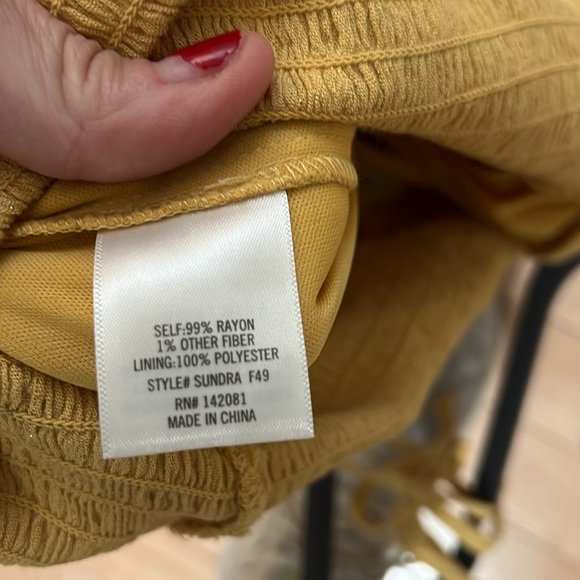 SELF:99% RAYON
1% OTHER FIBER
LINING:100% POLYESTER
STYLE# SUNDRA F49
RN# 142081
MADE IN CHINA